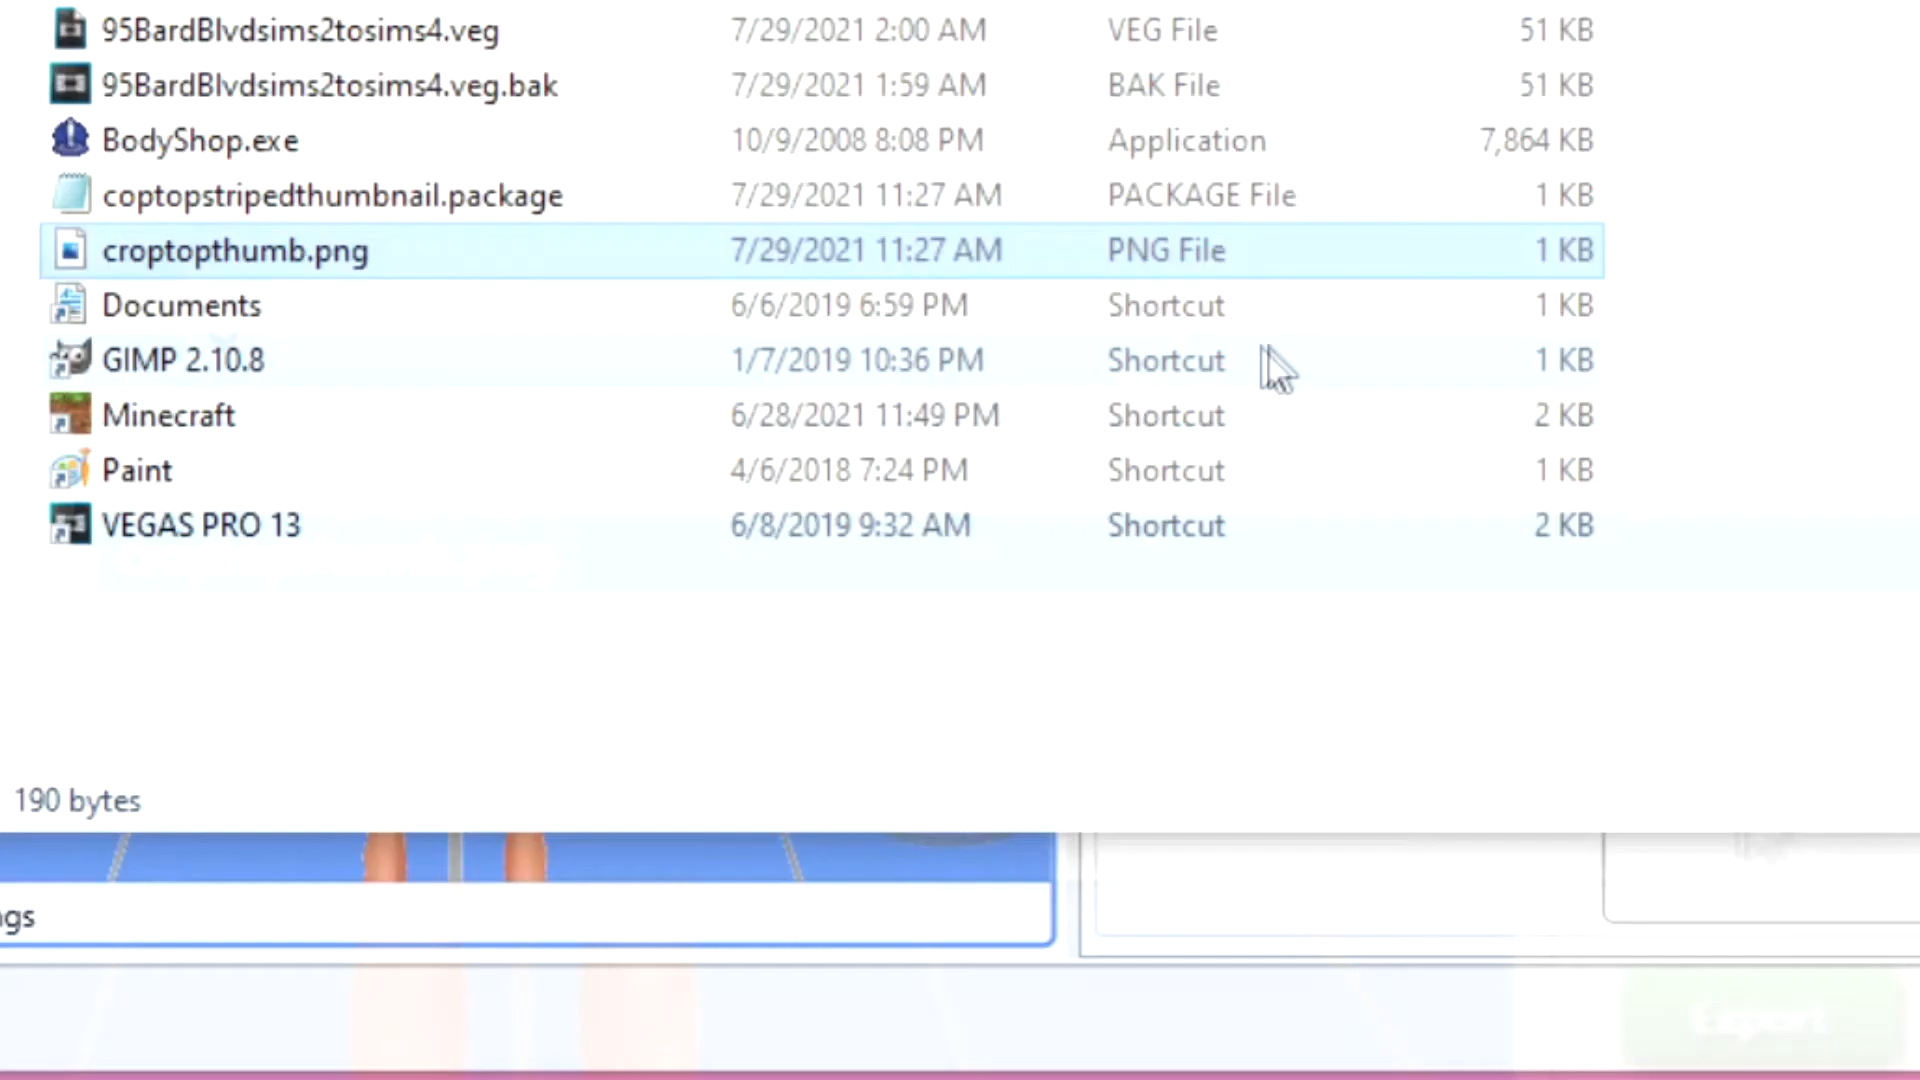 95BardBlvdsims2tosims4.veg 7/29/2021 2:00 AM VEG File 51 KB
95BardBlvdsims2tosims4.veg.bak 7/29/2021 1:59 AM BAK File 51 KB
BodyShop.exe 10/9/2008 8:08 PM Application 7,864 KB
coptopstripedthumbnail.package 7/29/2021 11:27 AM PACKAGE File 1 KB
croptopthumb.png 7/29/2021 11:27 AM PNG File 1 KB
Documents 6/6/2019 6:59 PM Shortcut 1 KB
GIMP 2.10.8 1/7/2019 10:36 PM Shortcut 1 KB
Minecraft 6/28/2021 11:49 PM Shortcut 2 KB
Paint 4/6/2018 7:24 PM Shortcut 1 KB
VEGAS PRO 13 6/8/2019 9:32 AM Shortcut 2 KB
190 bytes
gs
Export